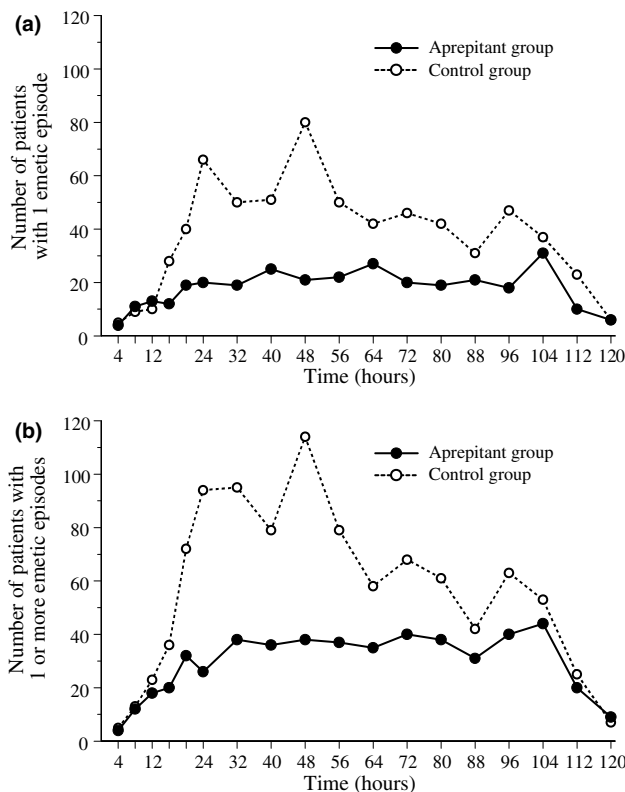 (a)
120
100
80
60
40
20
0
Number of patients
with 1 emetic episode
Aprepitant group
Control group
4 12 24 32 40 48 56 64 72 80 88 96 104 112 120
Time (hours)
(b)
120
100
80
60
40
20
0
Number of patients with
1 or more emetic episodes
Aprepitant group
Control group
4 12 24 32 40 48 56 64 72 80 88 96 104 112 120
Time (hours)